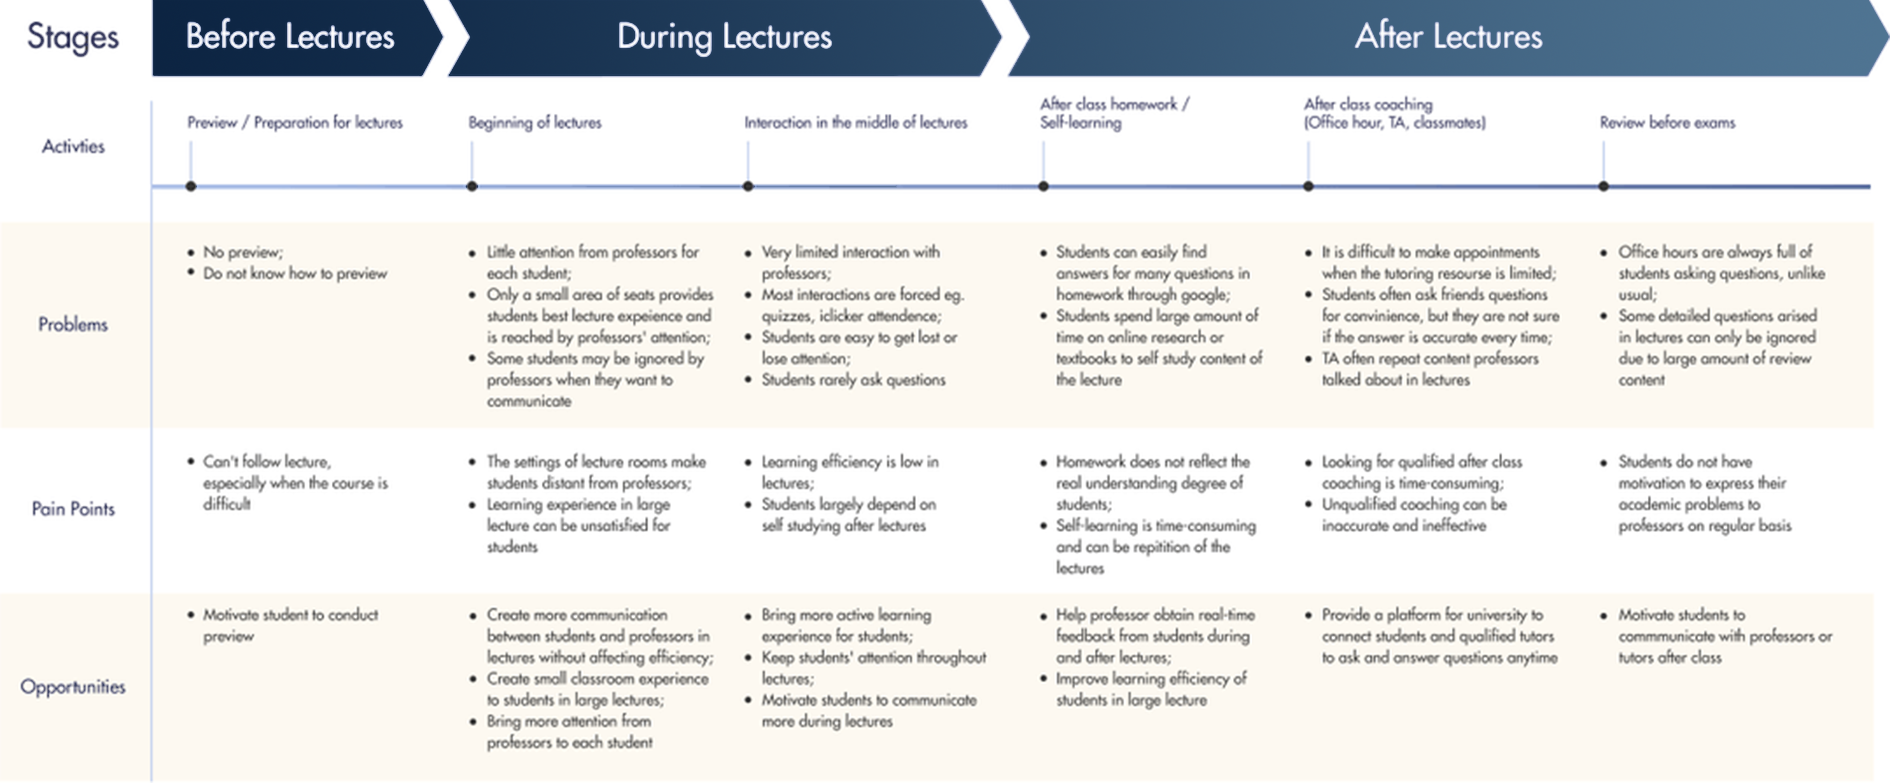 Stages
Before Lectures
During Lectures
After Lectures
Activties
Preview / Preparation for lectures
Beginning of lectures
Interaction in the middle of lectures
After class homework /
Self-learning
After class coaching
(Office hour, TA, classmates)
Review before exams
Problems
• No preview;
• Do not know how to preview
• Little attention from professors for
each student;
• Only a small area of seats provides
students best lecture expeience and
is reached by professors' attention;
• Some students may be ignored by
professors when they want to
communicate
• Very limited interaction with
professors;
• Most interactions are forced eg.
quizzes, iclicker attendence;
• Students are easy to get lost or
lose attention;
• Students rarely ask questions
• Students can easily find
answers for many questions in
homework through google;
• Students spend large amount of
time on online research or
textbooks to self study content of
the lecture
• It is difficult to make appointments
when the tutoring resourse is limited;
• Students often ask friends questions
for convinience, but they are not sure
if the answer is accurate every time;
• TA often repeat content professors
talked about in lectures
• Office hours are always full of
students asking questions, unlike
usual;
• Some detailed questions arised
in lectures can only be ignored
due to large amount of review
content
Pain Points
• Can't follow lecture,
especially when the course is
difficult
• The settings of lecture rooms make
students distant from professors;
• Learning experience in large
lecture can be unsatisfied for
students
• Learning efficiency is low in
lectures;
• Students largely depend on
self studying after lectures
• Homework does not reflect the
real understanding degree of
students;
• Self-learning is time-consuming
and can be repitition of the
lectures
• Looking for qualified after class
coaching is time-consuming;
• Unqualified coaching can be
inaccurate and ineffective
• Students do not have
motivation to express their
academic problems to
professors on regular basis
Opportunities
• Motivate student to conduct
preview
• Create more communication
between students and professors in
lectures without affecting efficiency;
• Create small classroom experience
to students in large lectures;
• Bring more attention from
professors to each student
• Bring more active learning
experience for students;
• Keep students' attention throughout
lectures;
• Motivate students to communicate
more during lectures
• Help professor obtain real-time
feedback from students during
and after lectures;
• Improve learning efficiency of
students in large lecture
• Provide a platform for university to
connect students and qualified tutors
to ask and answer questions anytime
• Motivate students to
commmunicate with professors or
tutors after class